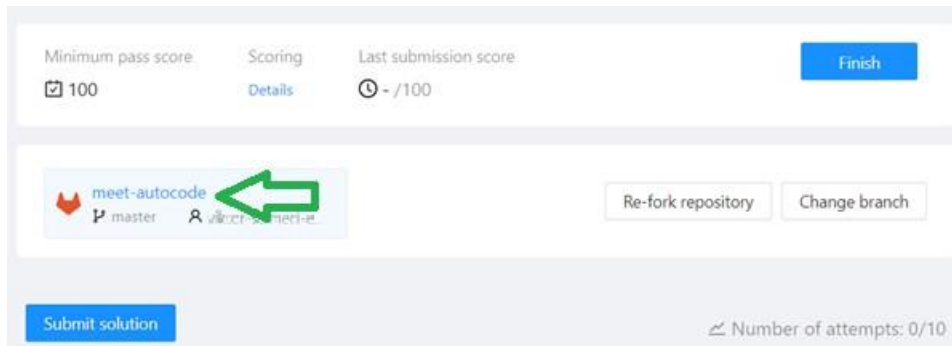 Minimum pass score Scoring Last submission score
100 Details - /100
Finish
meet-autocode
master
Re-fork repository Change branch
Submit solution
Number of attempts: 0/10